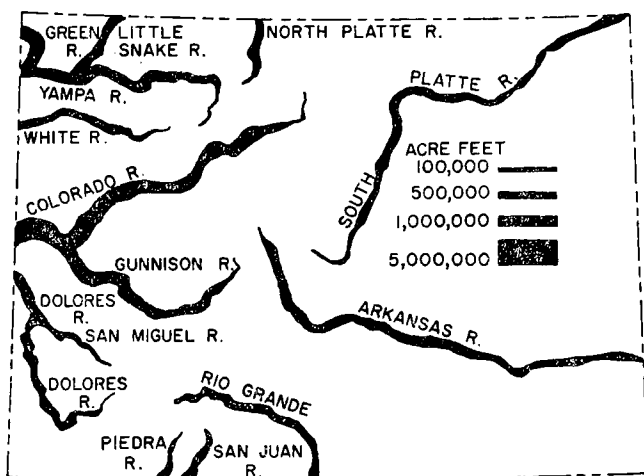 GREEN
R.
LITTLE
SNAKE R.
NORTH PLATTE R.
YAMPA R.
WHITE R.
PLATTE R.
SOUTH
ACRE FEET
100,000
500,000
1,000,000
5,000,000
COLORADO R.
GUNNISON R.
DOLORES
R.
SAN MIGUEL R.
ARKANSAS R.
DOLORES
R.
RIO GRANDE
PIEDRA
R.
SAN JUAN
R.